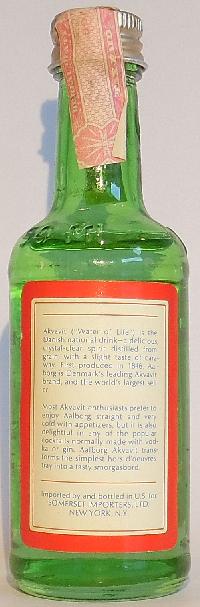 Akvavit ("Water of Life") is the
Danish national drink—a delicious
crystal-clear spirit distilled from
grain with a slight taste of cara-
way. First produced in 1846, Aal-
borg is Denmark's leading Akvavit
brand, and the world's largest sel-
ler.
Most Akvavit enthusiasts prefer to
enjoy Aalborg straight and very
cold with appetizers, but it is also
delightful in any of the popular
cocktails normally made with vod-
ka or gin. Aalborg Akvavit trans-
forms the simplest hors d'oeuvres
tray into a tasty smorgasbord.
Imported by and bottled in U.S. for
SOMERSET IMPORTERS, LTD.
NEW YORK, N.Y.